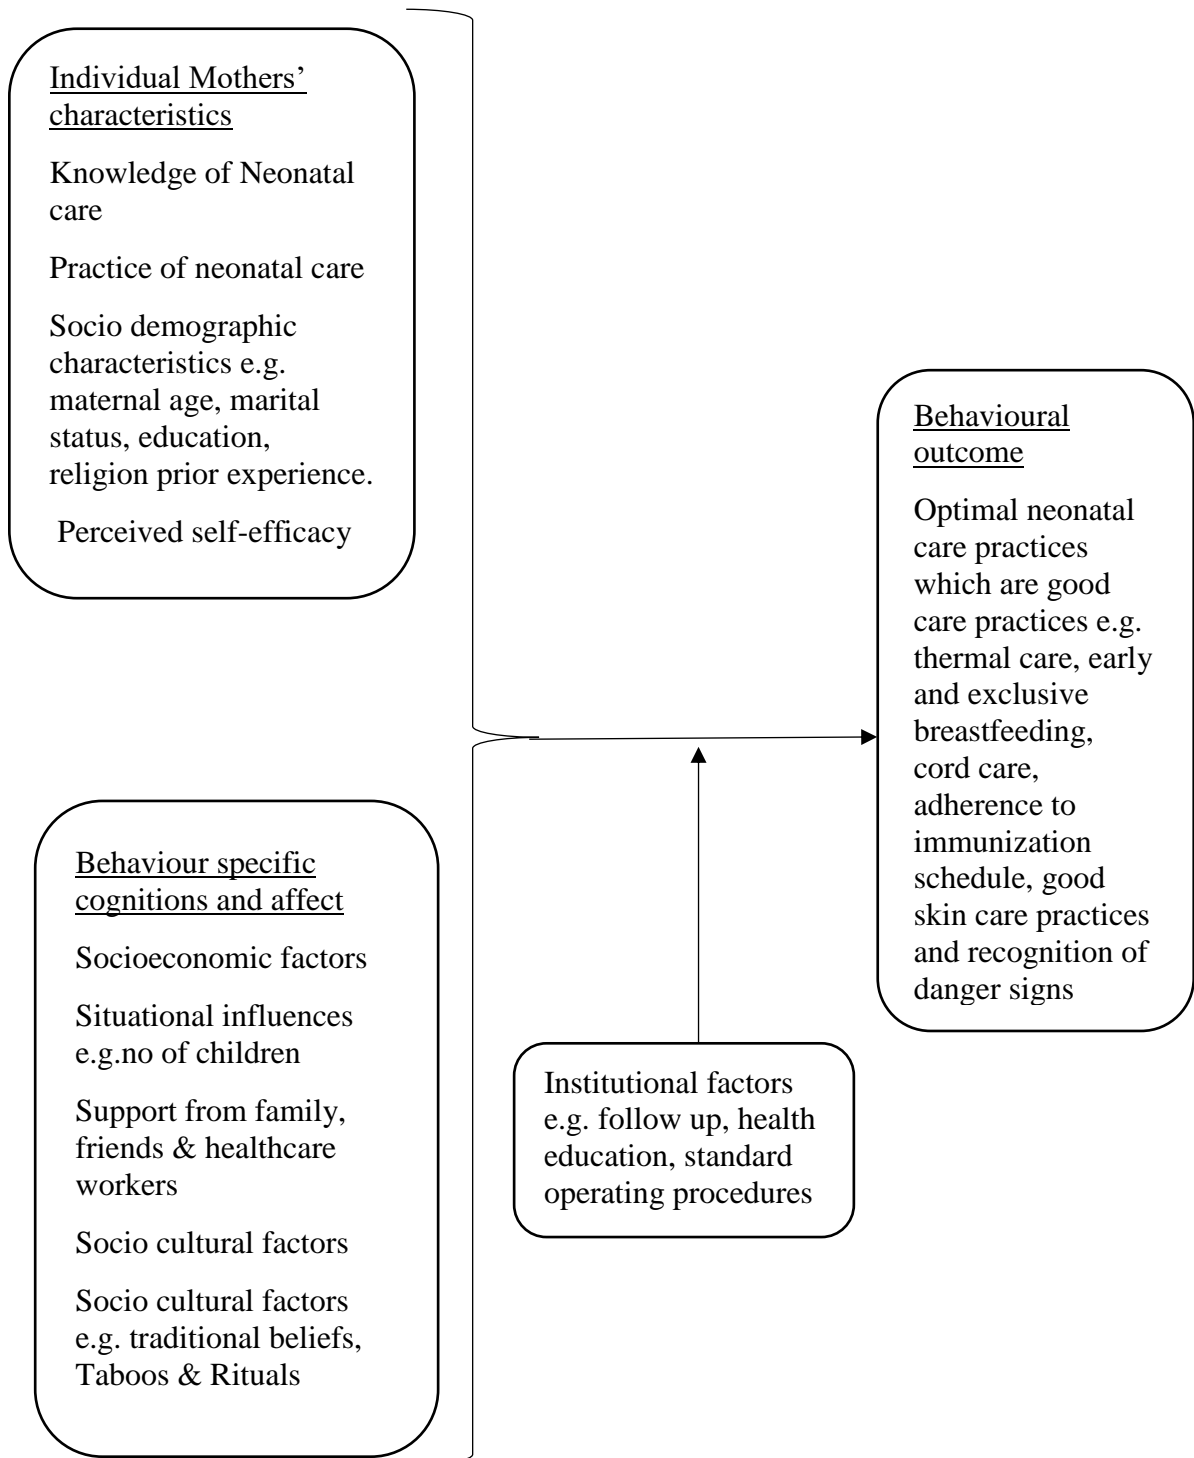 Individual Mothers’
characteristics
Knowledge of Neonatal
care
Practice of neonatal care
Socio demographic
characteristics e.g.
maternal age, marital
status, education,
religion prior experience.
Perceived self-efficacy
Behaviour specific
cognitions and affect
Socioeconomic factors
Situational influences
e.g.no of children
Support from family,
friends & healthcare
workers
Socio cultural factors
Socio cultural factors
e.g. traditional beliefs,
Taboos & Rituals
Institutional factors
e.g. follow up, health
education, standard
operating procedures
Behavioural
outcome
Optimal neonatal
care practices
which are good
care practices e.g.
thermal care, early
and exclusive
breastfeeding,
cord care,
adherence to
immunization
schedule, good
skin care practices
and recognition of
danger signs